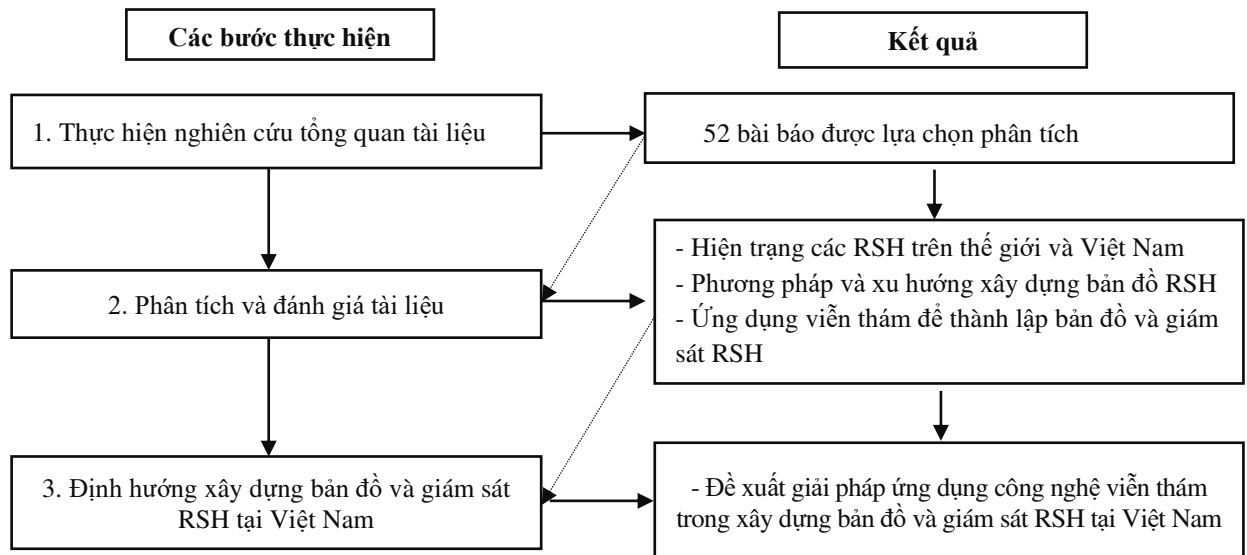 Các bước thực hiện
Kết quả
1. Thực hiện nghiên cứu tổng quan tài liệu
52 bài báo được lựa chọn phân tích
2. Phân tích và đánh giá tài liệu
- Hiện trạng các RSH trên thế giới và Việt Nam
- Phương pháp và xu hướng xây dựng bản đồ RSH
- Ứng dụng viễn thám để thành lập bản đồ và giám
sát RSH
3. Định hướng xây dựng bản đồ và giám sát
RSH tại Việt Nam
- Đề xuất giải pháp ứng dụng công nghệ viễn thám
trong xây dựng bản đồ và giám sát RSH tại Việt Nam